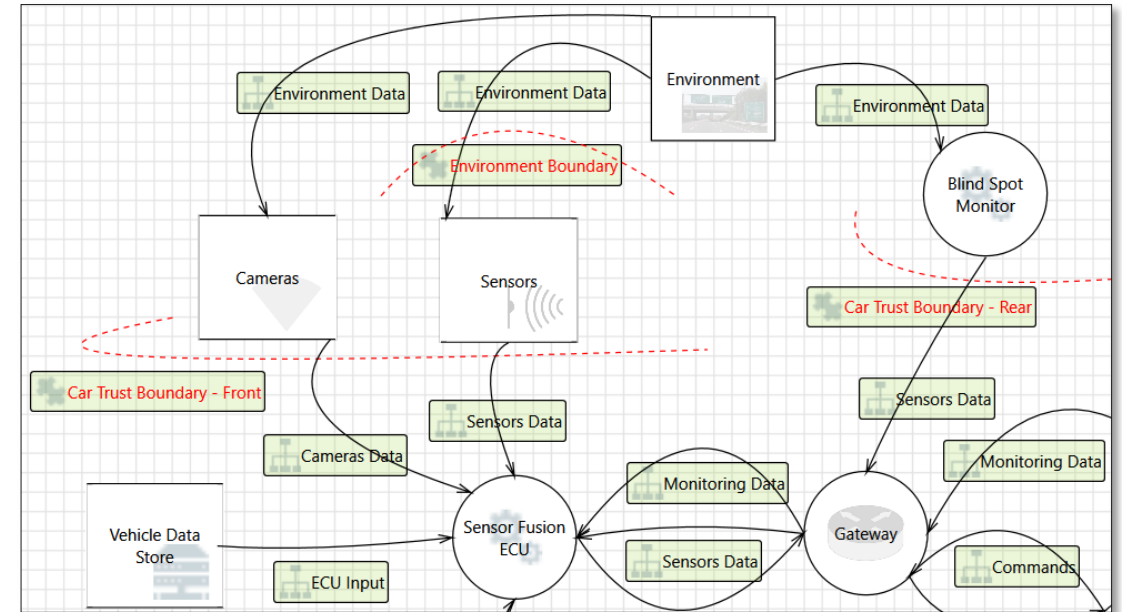 Environment
Environment Data
Environment Data
Environment Data
Environment Boundary
Blind Spot
Monitor
Cameras
Sensors
Car Trust Boundary - Rear
Car Trust Boundary - Front
Sensors Data
Sensors Data
Cameras Data
Monitoring Data
Monitoring Data
Vehicle Data
Store
Sensor Fusion
ECU
Gateway
Sensors Data
Commands
ECU Input